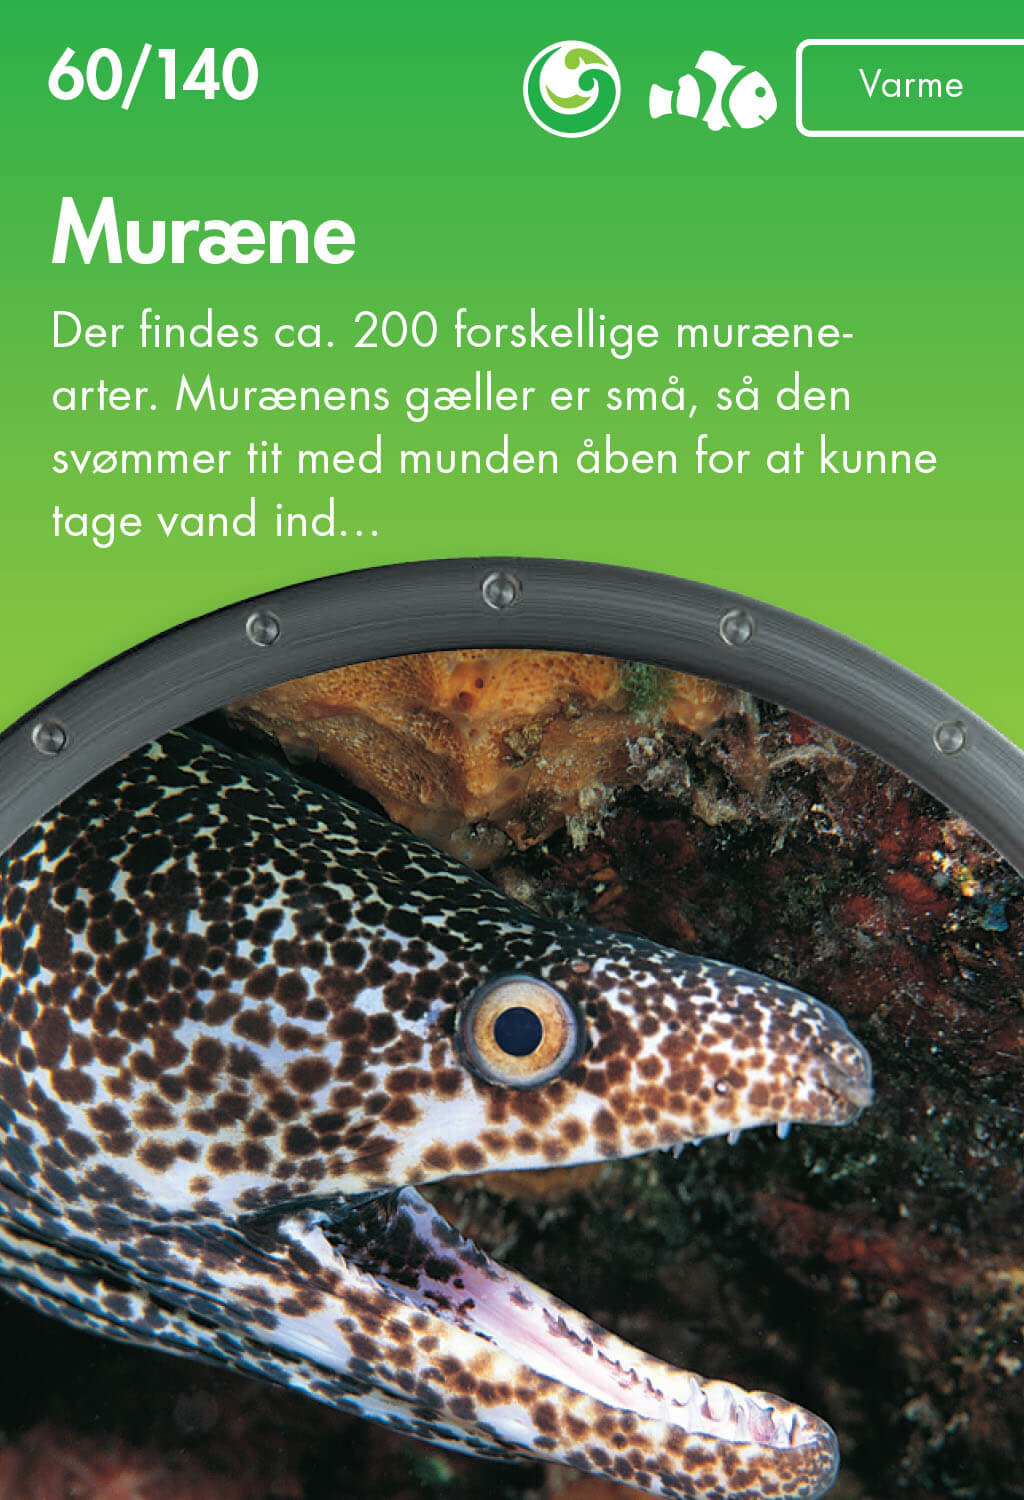 60/140
Varme
Muræne
Der findes ca. 200 forskellige muræne-
arter. Murænens gæller er små, så den
svømmer tit med munden åben for at kunne
tage vand ind...